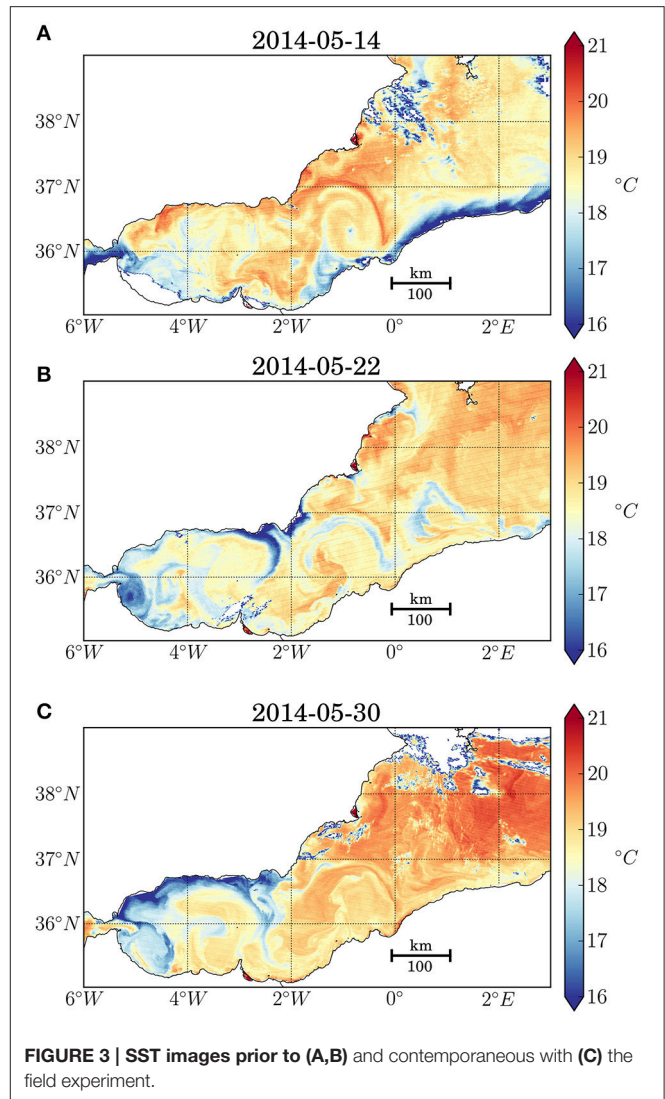 A
2014-05-14
38°N
37°N
36°N
6°W
4°W
2°W
0°
2°E
km
100
21
20
19
18
17
16
°C
B
2014-05-22
38°N
37°N
36°N
6°W
4°W
2°W
0°
2°E
km
100
21
20
19
18
17
16
°C
C
2014-05-30
38°N
37°N
36°N
6°W
4°W
2°W
0°
2°E
km
100
21
20
19
18
17
16
°C
FIGURE 3 | SST images prior to (A,B) and contemporaneous with (C) the
field experiment.